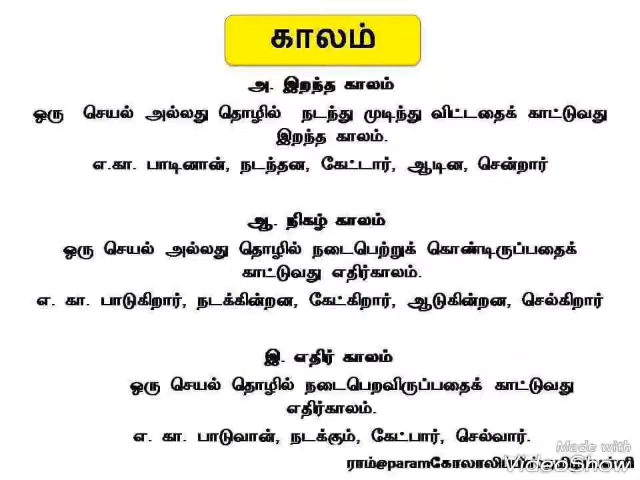 காலம்
அ. இறந்த காலம்
ஒரு செயல் அல்லது தொழில் நடந்து முடிந்து விட்டதைக் காட்டுவது
இறந்த காலம்.
எ.கா. பாடினான், நடந்தன, கேட்டார், ஆடின, சென்றார்
ஆ. நிகழ் காலம்
ஒரு செயல் அல்லது தொழில் நடைபெற்றுக் கொண்டிருப்பதைக்
காட்டுவது எதிர்காலம்.
எ. கா. பாடுகிறார், நடக்கின்றன, கேட்கிறார், ஆடுகின்றன, செல்கிறார்
இ. எதிர் காலம்
ஒரு செயல் தொழில் நடைபெறவிருப்பதைக் காட்டுவது
எதிர்காலம்.
எ. கா. பாடுவான், நடக்கும், கேட்பார், செல்வார்.
Made with
ராம்@param
VideoShow